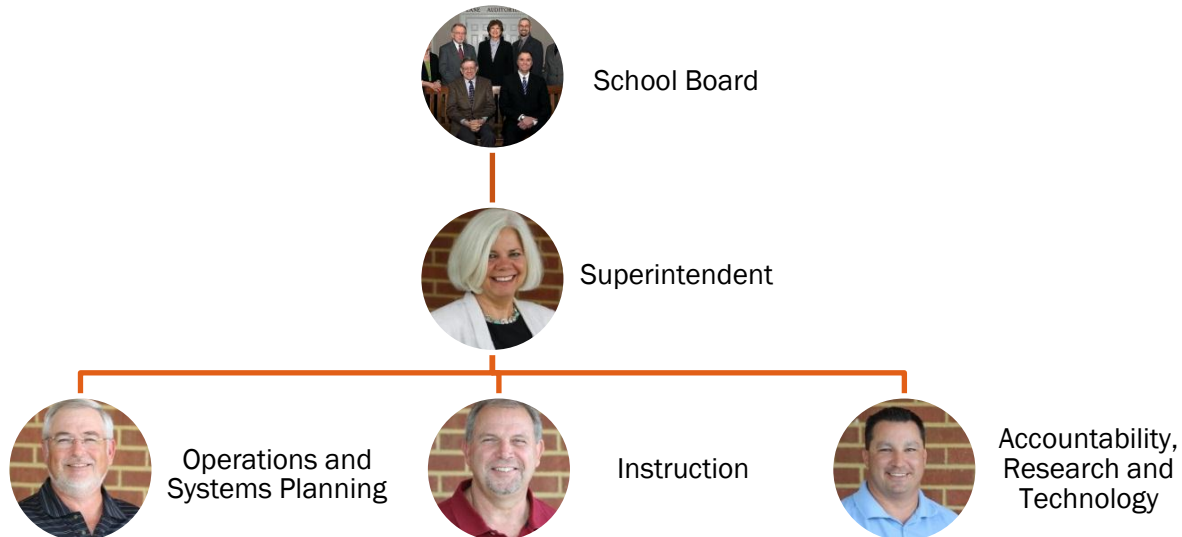 School Board
Superintendent
Operations and
Systems Planning
Instruction
Accountability,
Research and
Technology